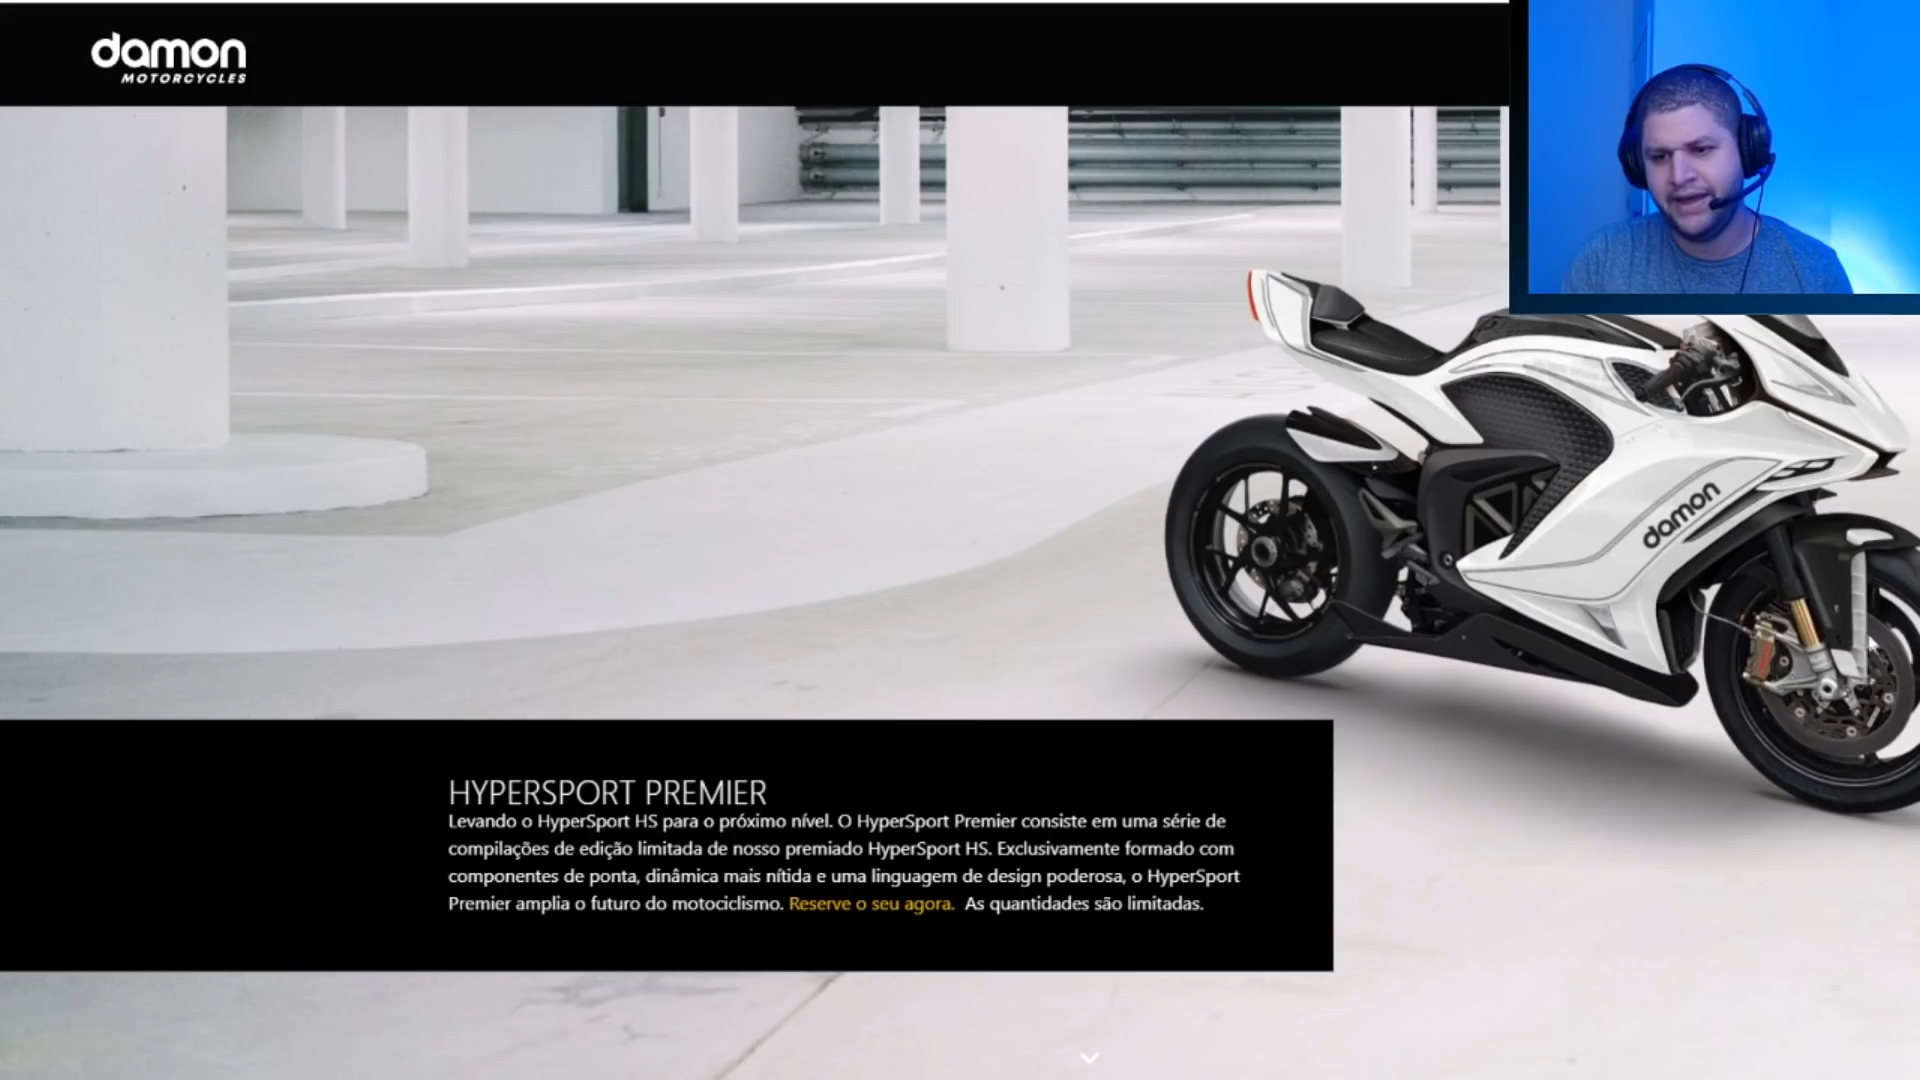 damon
MOTORCYCLES
damon
HYPERSPORT PREMIER
Levando o HyperSport HS para o próximo nível. O HyperSport Premier consiste em uma série de
compilações de edição limitada de nosso premiado HyperSport HS. Exclusivamente formado com
componentes de ponta, dinâmica mais nítida e uma linguagem de design poderosa, o HyperSport
Premier amplia o futuro do motociclismo. Reserve o seu agora. As quantidades são limitadas.